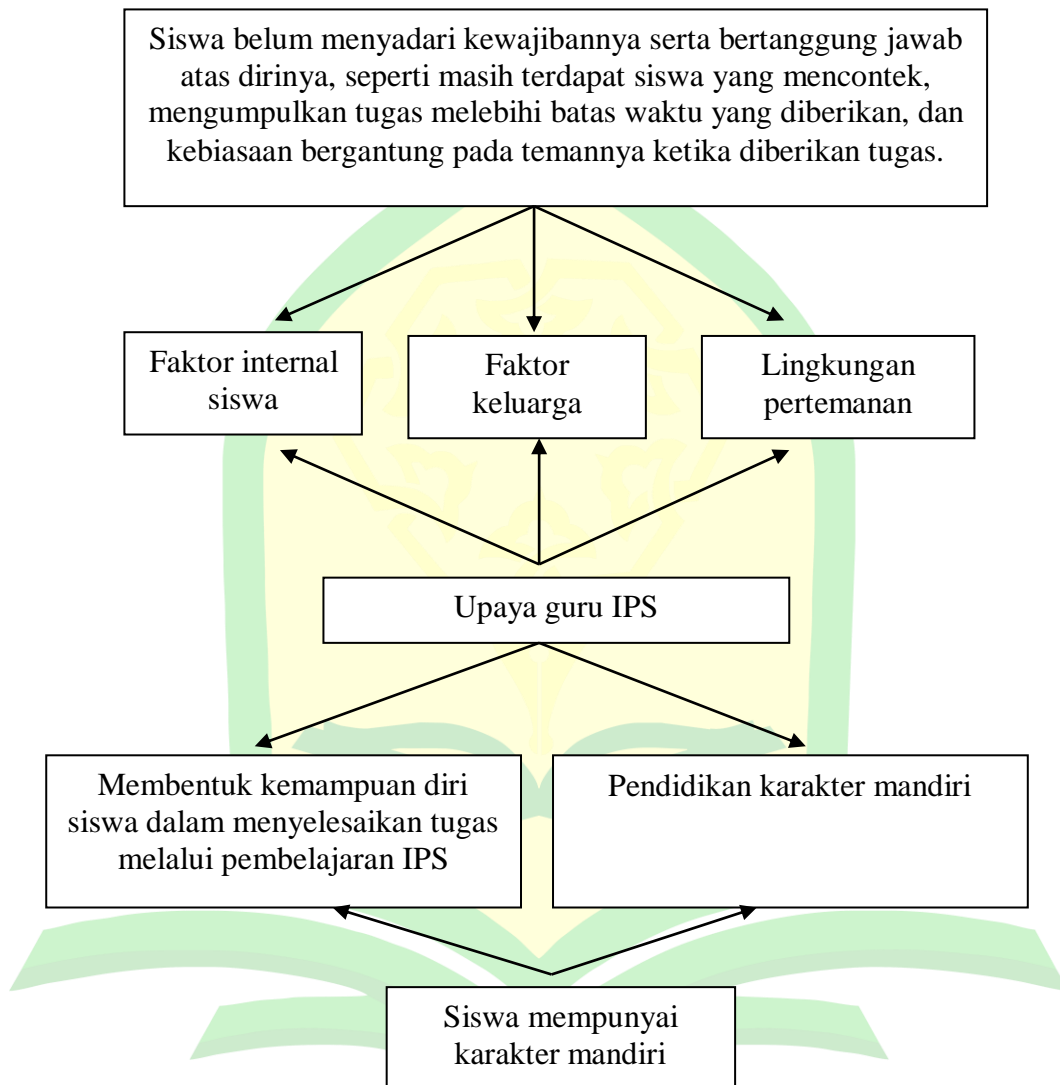 Siswa belum menyadari kewajibannya serta bertanggung jawab
atas dirinya, seperti masih terdapat siswa yang mencontek,
mengumpulkan tugas melebihi batas waktu yang diberikan, dan
kebiasaan bergantung pada temannya ketika diberikan tugas.
Faktor internal
siswa
Faktor
keluarga
Lingkungan
pertemanan
Upaya guru IPS
Membentuk kemampuan diri
siswa dalam menyelesaikan tugas
melalui pembelajaran IPS
Pendidikan karakter mandiri
Siswa mempunyai
karakter mandiri